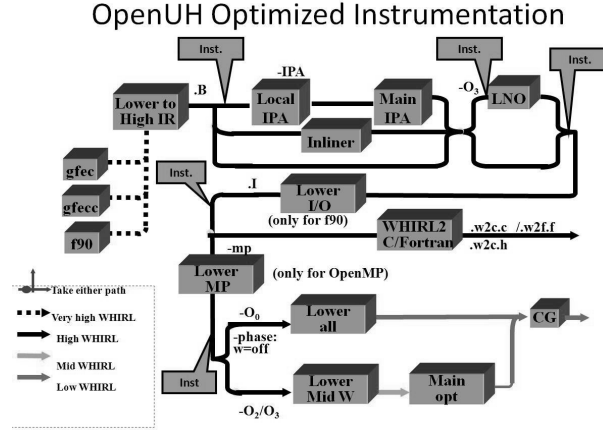 OpenUH Optimized Instrumentation
Inst.
Inst.
Inst.
.B
-IPA
-O3
Lower to
High IR
Local
IPA
Main
IPA
LNO
Inliner
gfec
Inst.
.I
Lower
I/O
gfecc
(only for f90)
WHIRL2
C/Fortran
.w2c.c /.w2f.f
.w2c.h
f90
-mp
Lower
MP
(only for OpenMP)
Take either path
Very high WHIRL
High WHIRL
Mid WHIRL
Low WHIRL
-O0
-phase:
w=off
Lower
all
CG
Inst
-O2/O3
Lower
Mid W
Main
opt